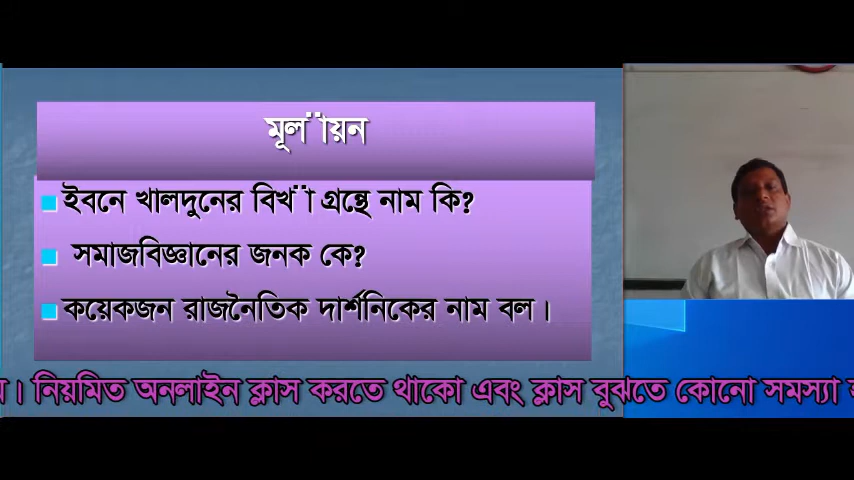 মূল¨ায়ন
ইবনে খালদুনের বিখ¨া গ্রন্থে নাম কি?
সমাজবিজ্ঞানের জনক কে?
কয়েকজন রাজনৈতিক দার্শনিকের নাম বল।
। নিয়মিত অনলাইন ক্লাস করতে থাকো এবং ক্লাস বুঝতে কোনো সমস্যা